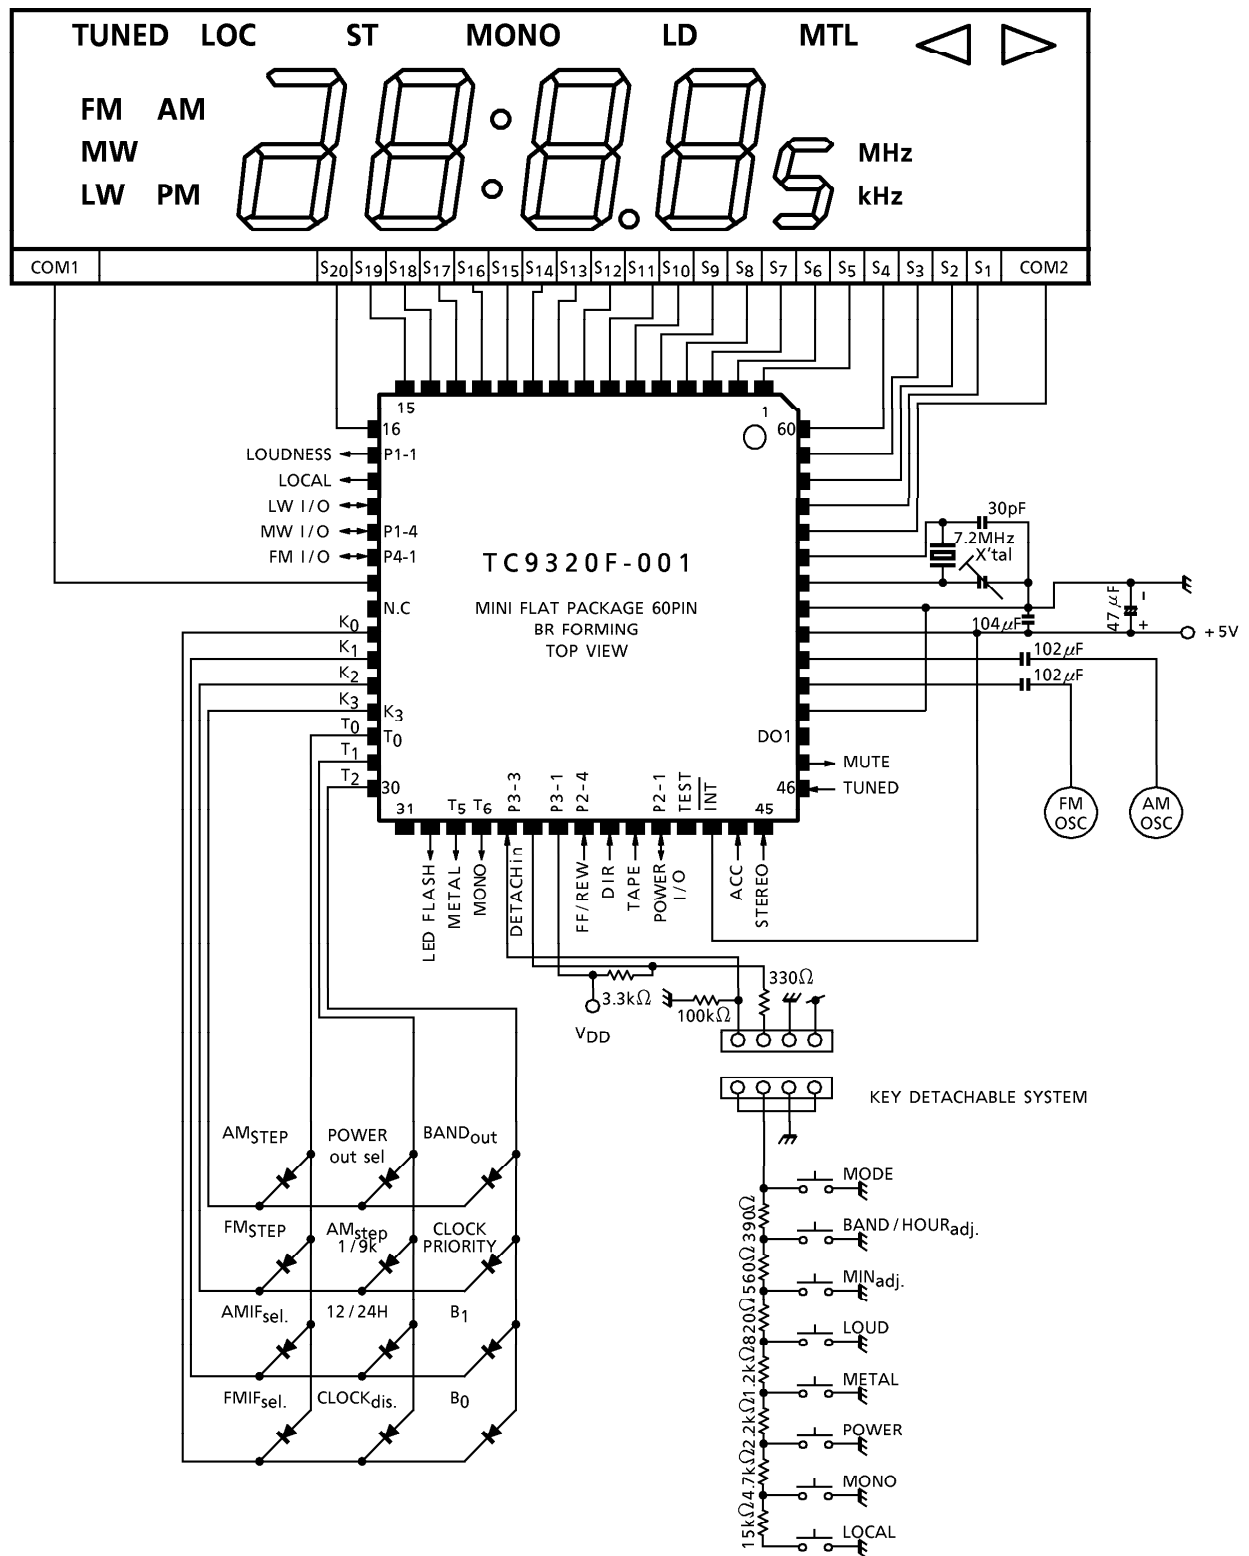 TUNED LOC ST MONO LD MTL
FM AM
MW
LW PM
MHz
kHz
COM1 S20 S19 S18 S17 S16 S15 S14 S13 S12 S11 S10 S9 S8 S7 S6 S5 S4 S3 S2 S1 COM2
15 1
16 60
LOUDNESS P1-1
LOCAL
LW I/O
MW I/O P1-4
FM I/O P4-1
TC9320F-001
MINI FLAT PACKAGE 60PIN
BR FORMING
TOP VIEW
N.C
30pF
7.2MHz
X'tal
104μF
47μF
- +
+5V
102μF
102μF
K0
K1
K2
K3 K3
T0 T0
T1
T2 30
DO1
MUTE
46 TUNED
FM
OSC
AM
OSC
31 T5 T6 P3-3 P3-1 P2-4 P2-1 TEST INT 45
LED FLASH
METAL
MONO
DETACHin
FF/REW
DIR
TAPE
POWER
I/O
ACC
STEREO
3.3kΩ
VDD
100kΩ
330Ω
KEY DETACHABLE SYSTEM
AMSTEP POWER out sel BANDout
FMSTEP AMstep 1/9k CLOCK PRIORITY
AMIFsel. 12/24H B1
FMIFsel. CLOCKdis. B0
MODE
390Ω
BAND/HOURadj.
560Ω
MINadj.
820Ω
LOUD
1.2kΩ
METAL
2.2kΩ
POWER
4.7kΩ
MONO
15kΩ
LOCAL